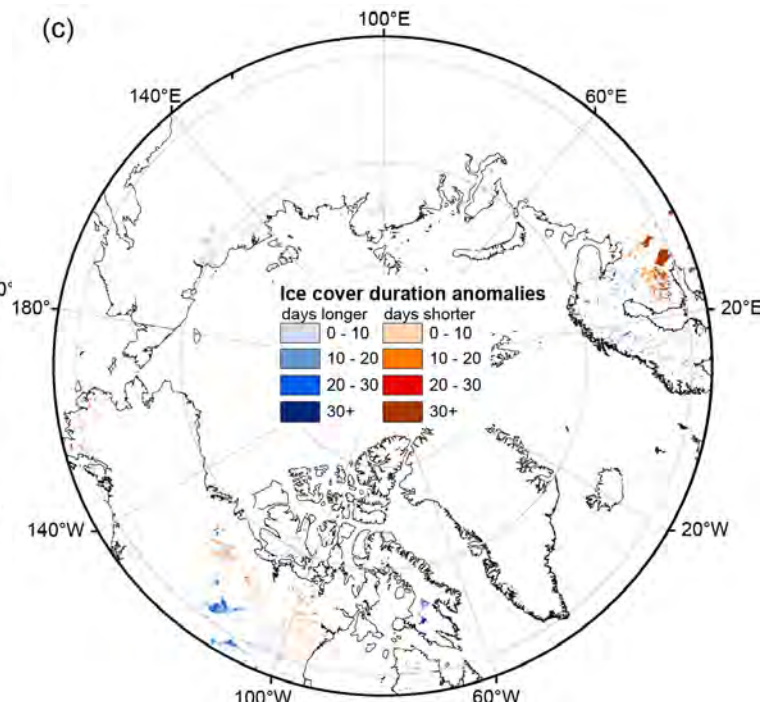 (c)
100°E
140°E
60°E
180°
20°E
Ice cover duration anomalies
days longer days shorter
0 - 10 0 - 10
10 - 20 10 - 20
20 - 30 20 - 30
30+ 30+
140°W
20°W
100°W
60°W